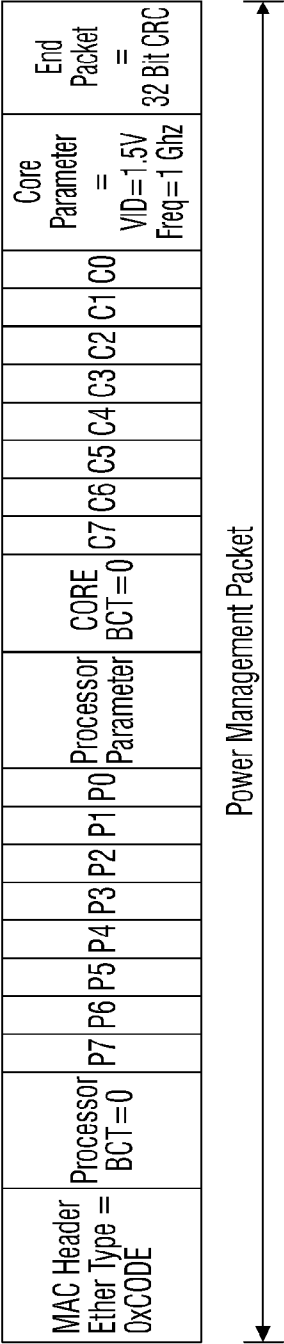 MAC Header
Ether Type =
0xCODE
Processor
BCT=0
P7
P6
P5
P4
P3
P2
P1
P0
Processor
Parameter
CORE
BCT=0
C7
C6
C5
C4
C3
C2
C1
C0
Core
Parameter
=
VID=1.5V
Freq=1 Ghz
End
Packet
=
32 Bit CRC
Power Management Packet